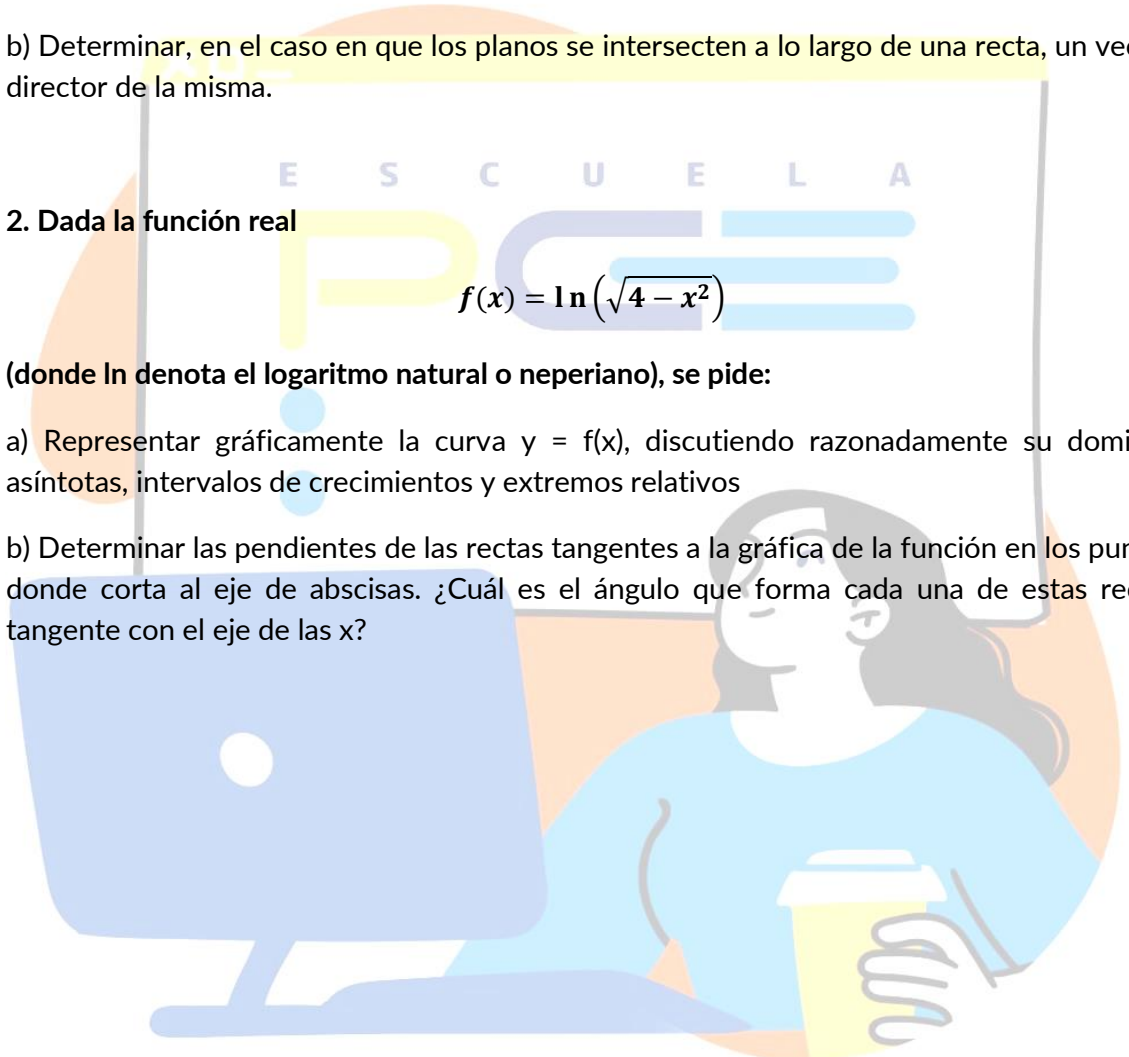 b) Determinar, en el caso en que los planos se intersecten a lo largo de una recta, un
director de la misma.
E S C U E L A
PCE
2. Dada la función real
f(x) = ln(√(4 − x²))
(donde ln denota el logaritmo natural o neperiano), se pide:
a) Representar gráficamente la curva y = f(x), discutiendo razonadamente su
asíntotas, intervalos de crecimientos y extremos relativos
b) Determinar las pendientes de las rectas tangentes a la gráfica de la función en los
donde corta al eje de abscisas. ¿Cuál es el ángulo que forma cada una de estas
tangente con el eje de las x?